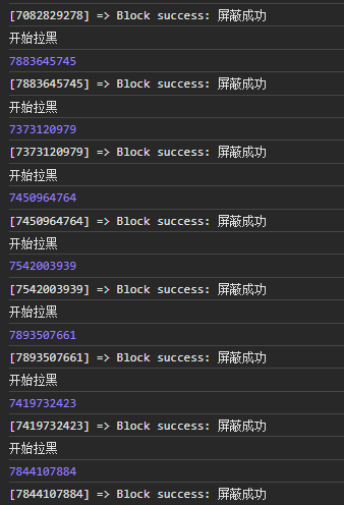 [7082829278] => Block success: 屏蔽成功
开始拉黑
7883645745
[7883645745] => Block success: 屏蔽成功
开始拉黑
7373120979
[7373120979] => Block success: 屏蔽成功
开始拉黑
7450964764
[7450964764] => Block success: 屏蔽成功
开始拉黑
7542003939
[7542003939] => Block success: 屏蔽成功
开始拉黑
7893507661
[7893507661] => Block success: 屏蔽成功
开始拉黑
7419732423
[7419732423] => Block success: 屏蔽成功
开始拉黑
7844107884
[7844107884] => Block success: 屏蔽成功